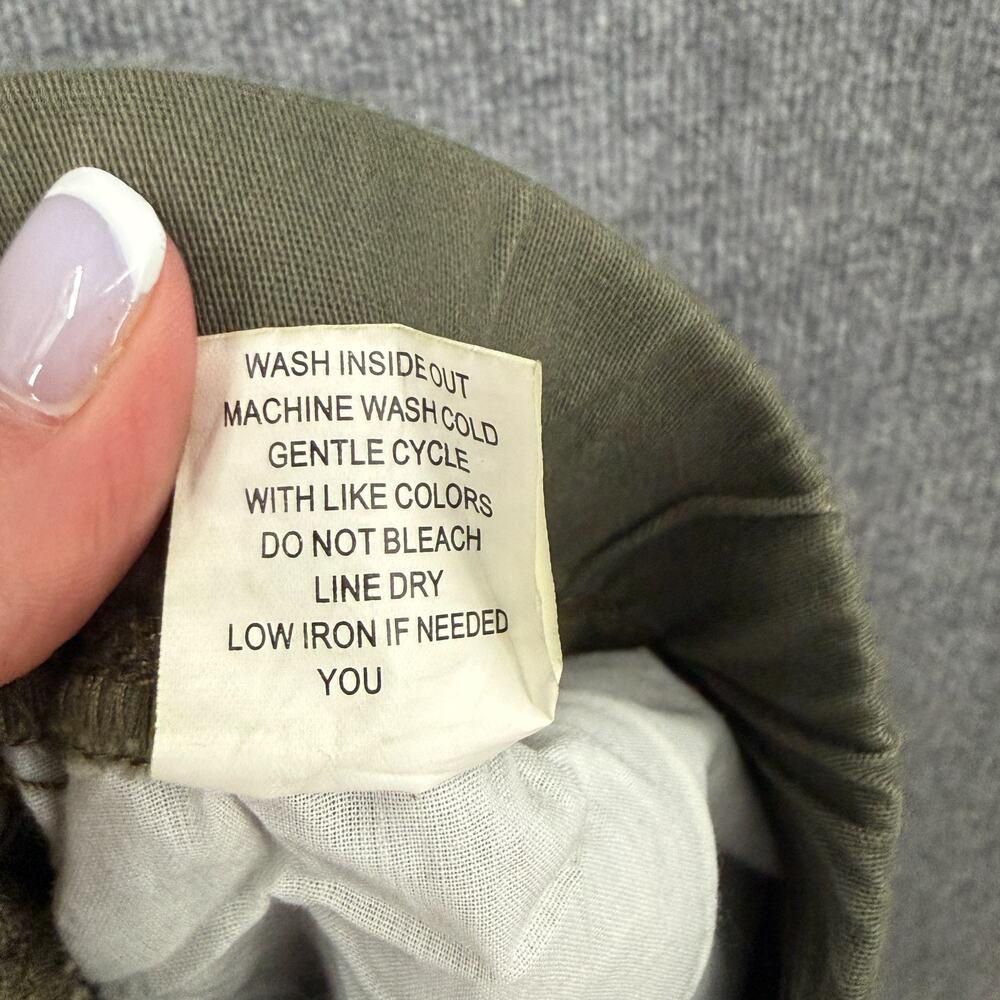 WASH INSIDE OUT
MACHINE WASH COLD
GENTLE CYCLE
WITH LIKE COLORS
DO NOT BLEACH
LINE DRY
LOW IRON IF NEEDED
YOU